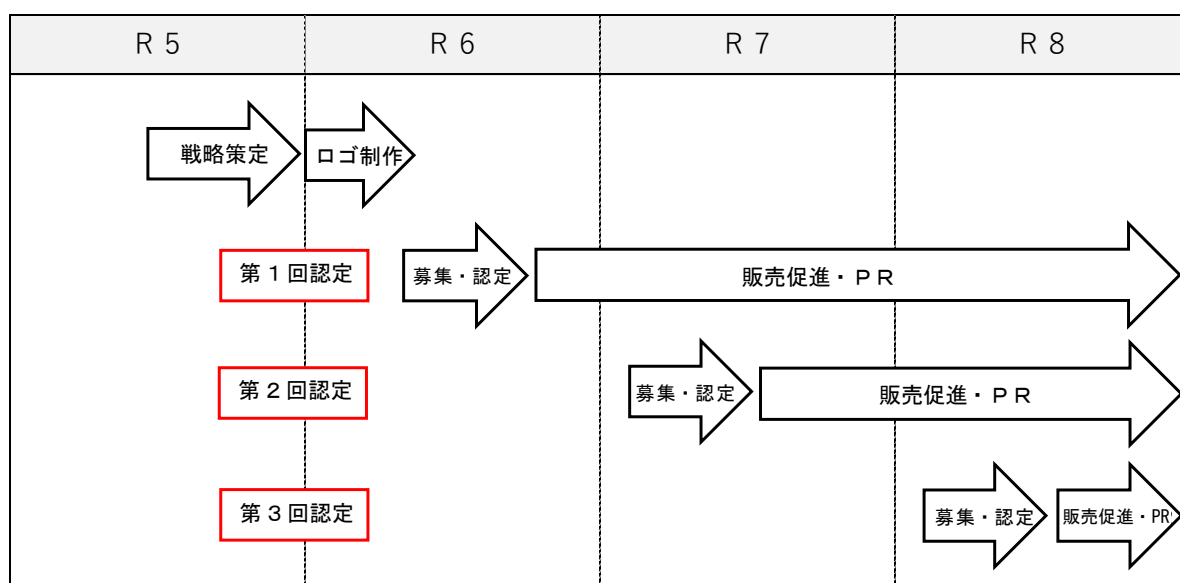 Ｒ５
Ｒ６
Ｒ７
Ｒ８
戦略策定
ロゴ制作
第１回認定
募集・認定
販売促進・ＰＲ
第２回認定
募集・認定
販売促進・ＰＲ
第３回認定
募集・認定
販売促進・PR